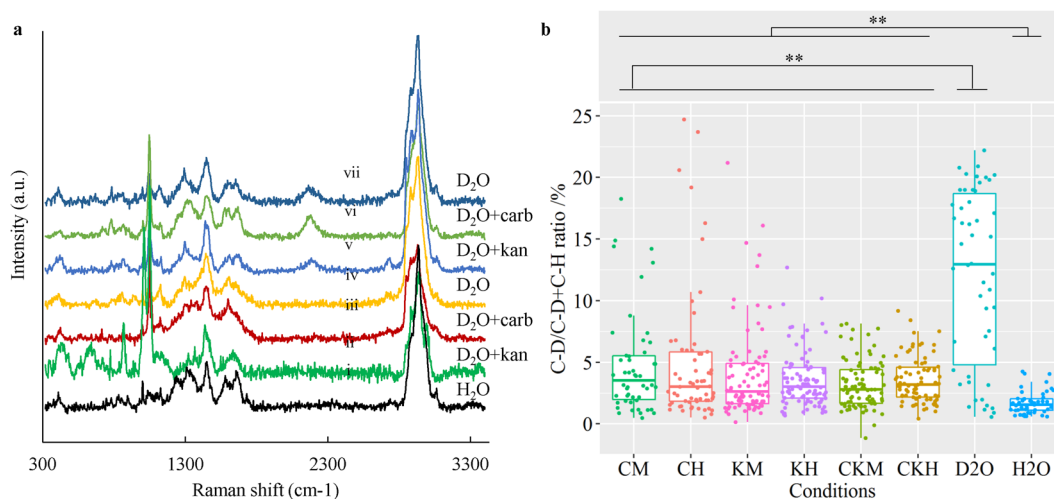 a
Intensity (a.u.)
vii
D2O
vi
D2O+carb
v
D2O+kan
iv
D2O
iii
D2O+carb
D2O+kan
i
H2O
300 1300 2300 3300
Raman shift (cm-1)
b
**
**
C-D/C-D+C-H ratio /%
25
20
15
10
5
0
CM CH KM KH CKM CKH D2O H2O
Conditions